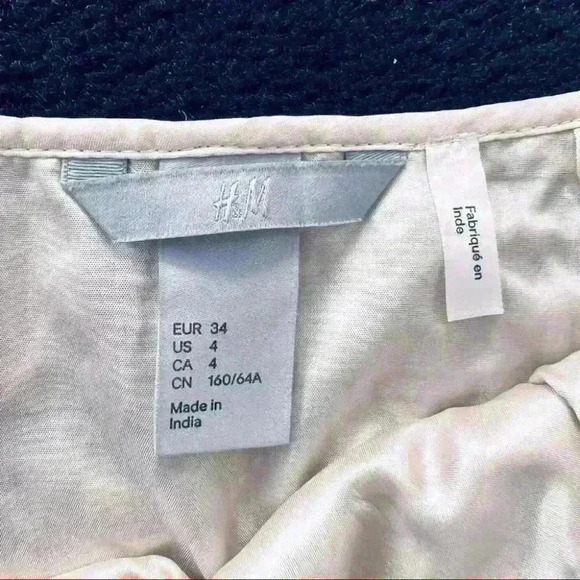 H&M
EUR 34
US 4
CA 4
CN 160/64A
Made in
India
Fabriqué en
Inde